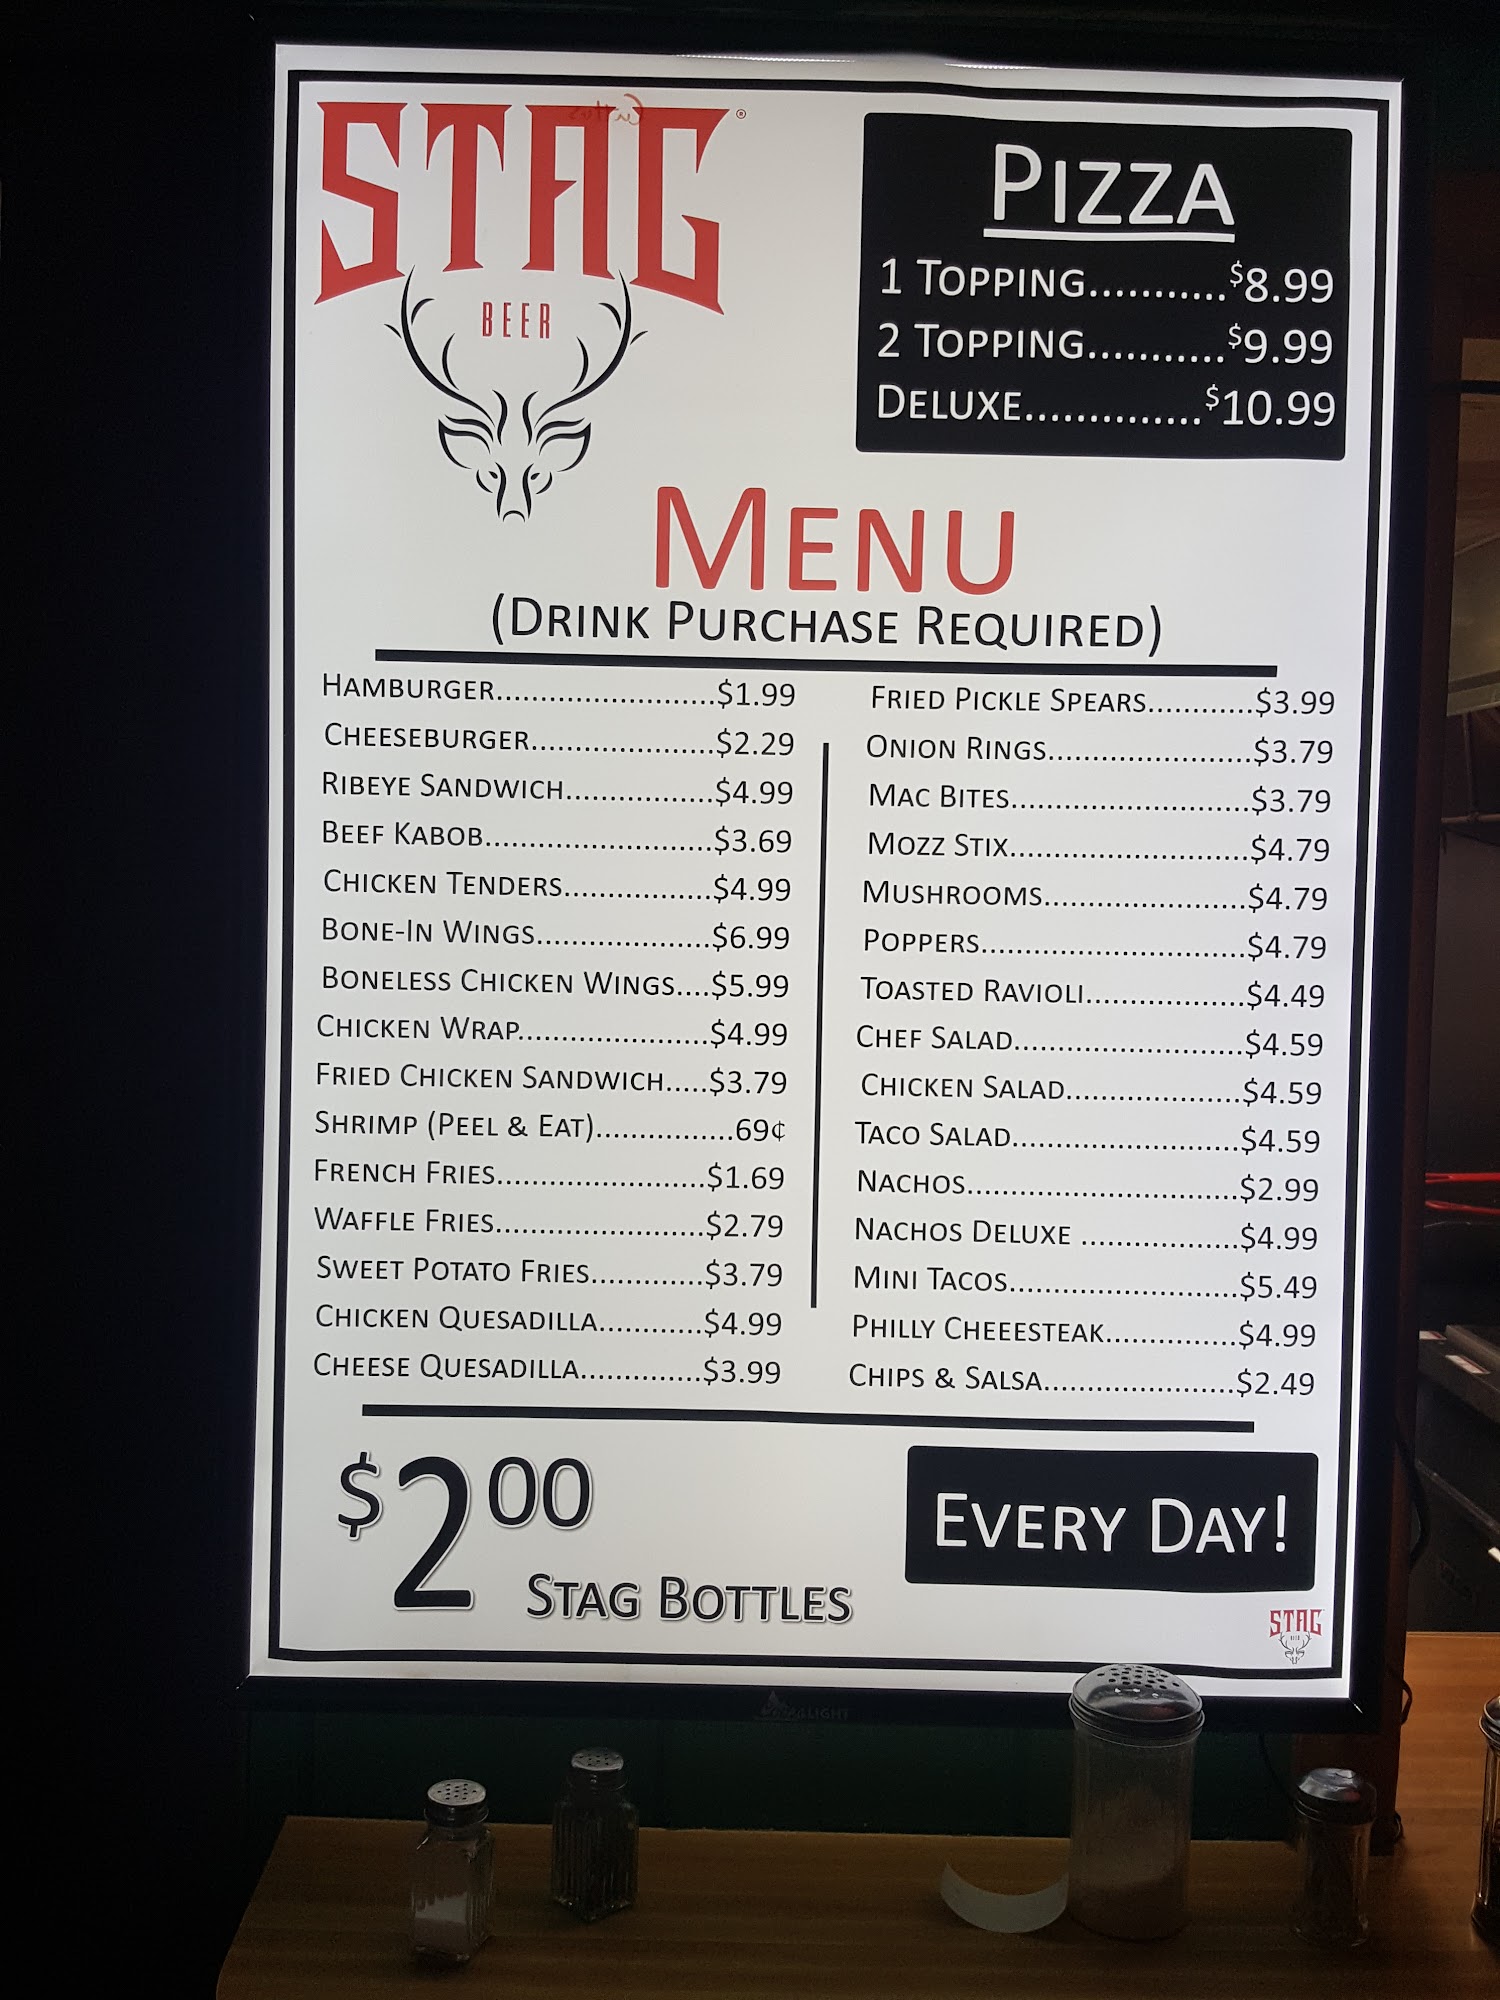 STAG®
BEER
PIZZA
1 TOPPING...........$8.99
2 TOPPING...........$9.99
DELUXE..............$10.99
MENU
(DRINK PURCHASE REQUIRED)
HAMBURGER.........................$1.99
CHEESEBURGER.....................$2.29
RIBEYE SANDWICH.................$4.99
BEEF KABOB..........................$3.69
CHICKEN TENDERS.................$4.99
BONE-IN WINGS....................$6.99
BONELESS CHICKEN WINGS....$5.99
CHICKEN WRAP......................$4.99
FRIED CHICKEN SANDWICH.....$3.79
SHRIMP (PEEL & EAT)................69¢
FRENCH FRIES........................$1.69
WAFFLE FRIES........................$2.79
SWEET POTATO FRIES.............$3.79
CHICKEN QUESADILLA............$4.99
CHEESE QUESADILLA..............$3.99
FRIED PICKLE SPEARS............$3.99
ONION RINGS.......................$3.79
MAC BITES...........................$3.79
MOZZ STIX...........................$4.79
MUSHROOMS.......................$4.79
POPPERS..............................$4.79
TOASTED RAVIOLI..................$4.49
CHEF SALAD..........................$4.59
CHICKEN SALAD....................$4.59
TACO SALAD..........................$4.59
NACHOS...............................$2.99
NACHOS DELUXE ..................$4.99
MINI TACOS..........................$5.49
PHILLY CHEEESTEAK...............$4.99
CHIPS & SALSA......................$2.49
$2.00
STAG BOTTLES
EVERY DAY!
STAG
BEER